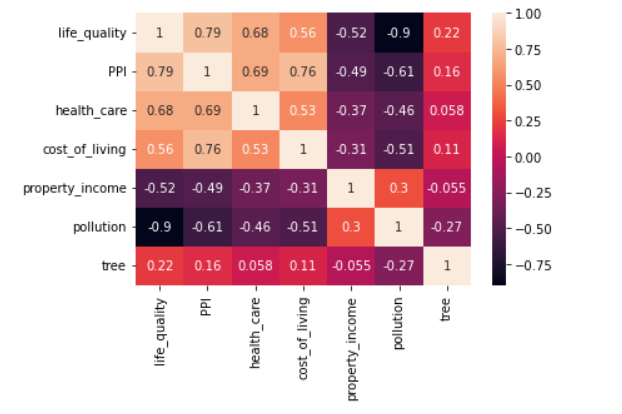 life_quality 1 0.79 0.68 0.56 -0.52 -0.9 0.22
PPI 0.79 1 0.69 0.76 -0.49 -0.61 0.16
health_care 0.68 0.69 1 0.53 -0.37 -0.46 0.058
cost_of_living 0.56 0.76 0.53 1 -0.31 -0.51 0.11
property_income -0.52 -0.49 -0.37 -0.31 1 0.3 -0.055
pollution -0.9 -0.61 -0.46 -0.51 0.3 1 -0.27
tree 0.22 0.16 0.058 0.11 -0.055 -0.27 1
life_quality
PPI
health_care
cost_of_living
property_income
pollution
tree
1.00
0.75
0.50
0.25
0.00
−0.25
−0.50
−0.75